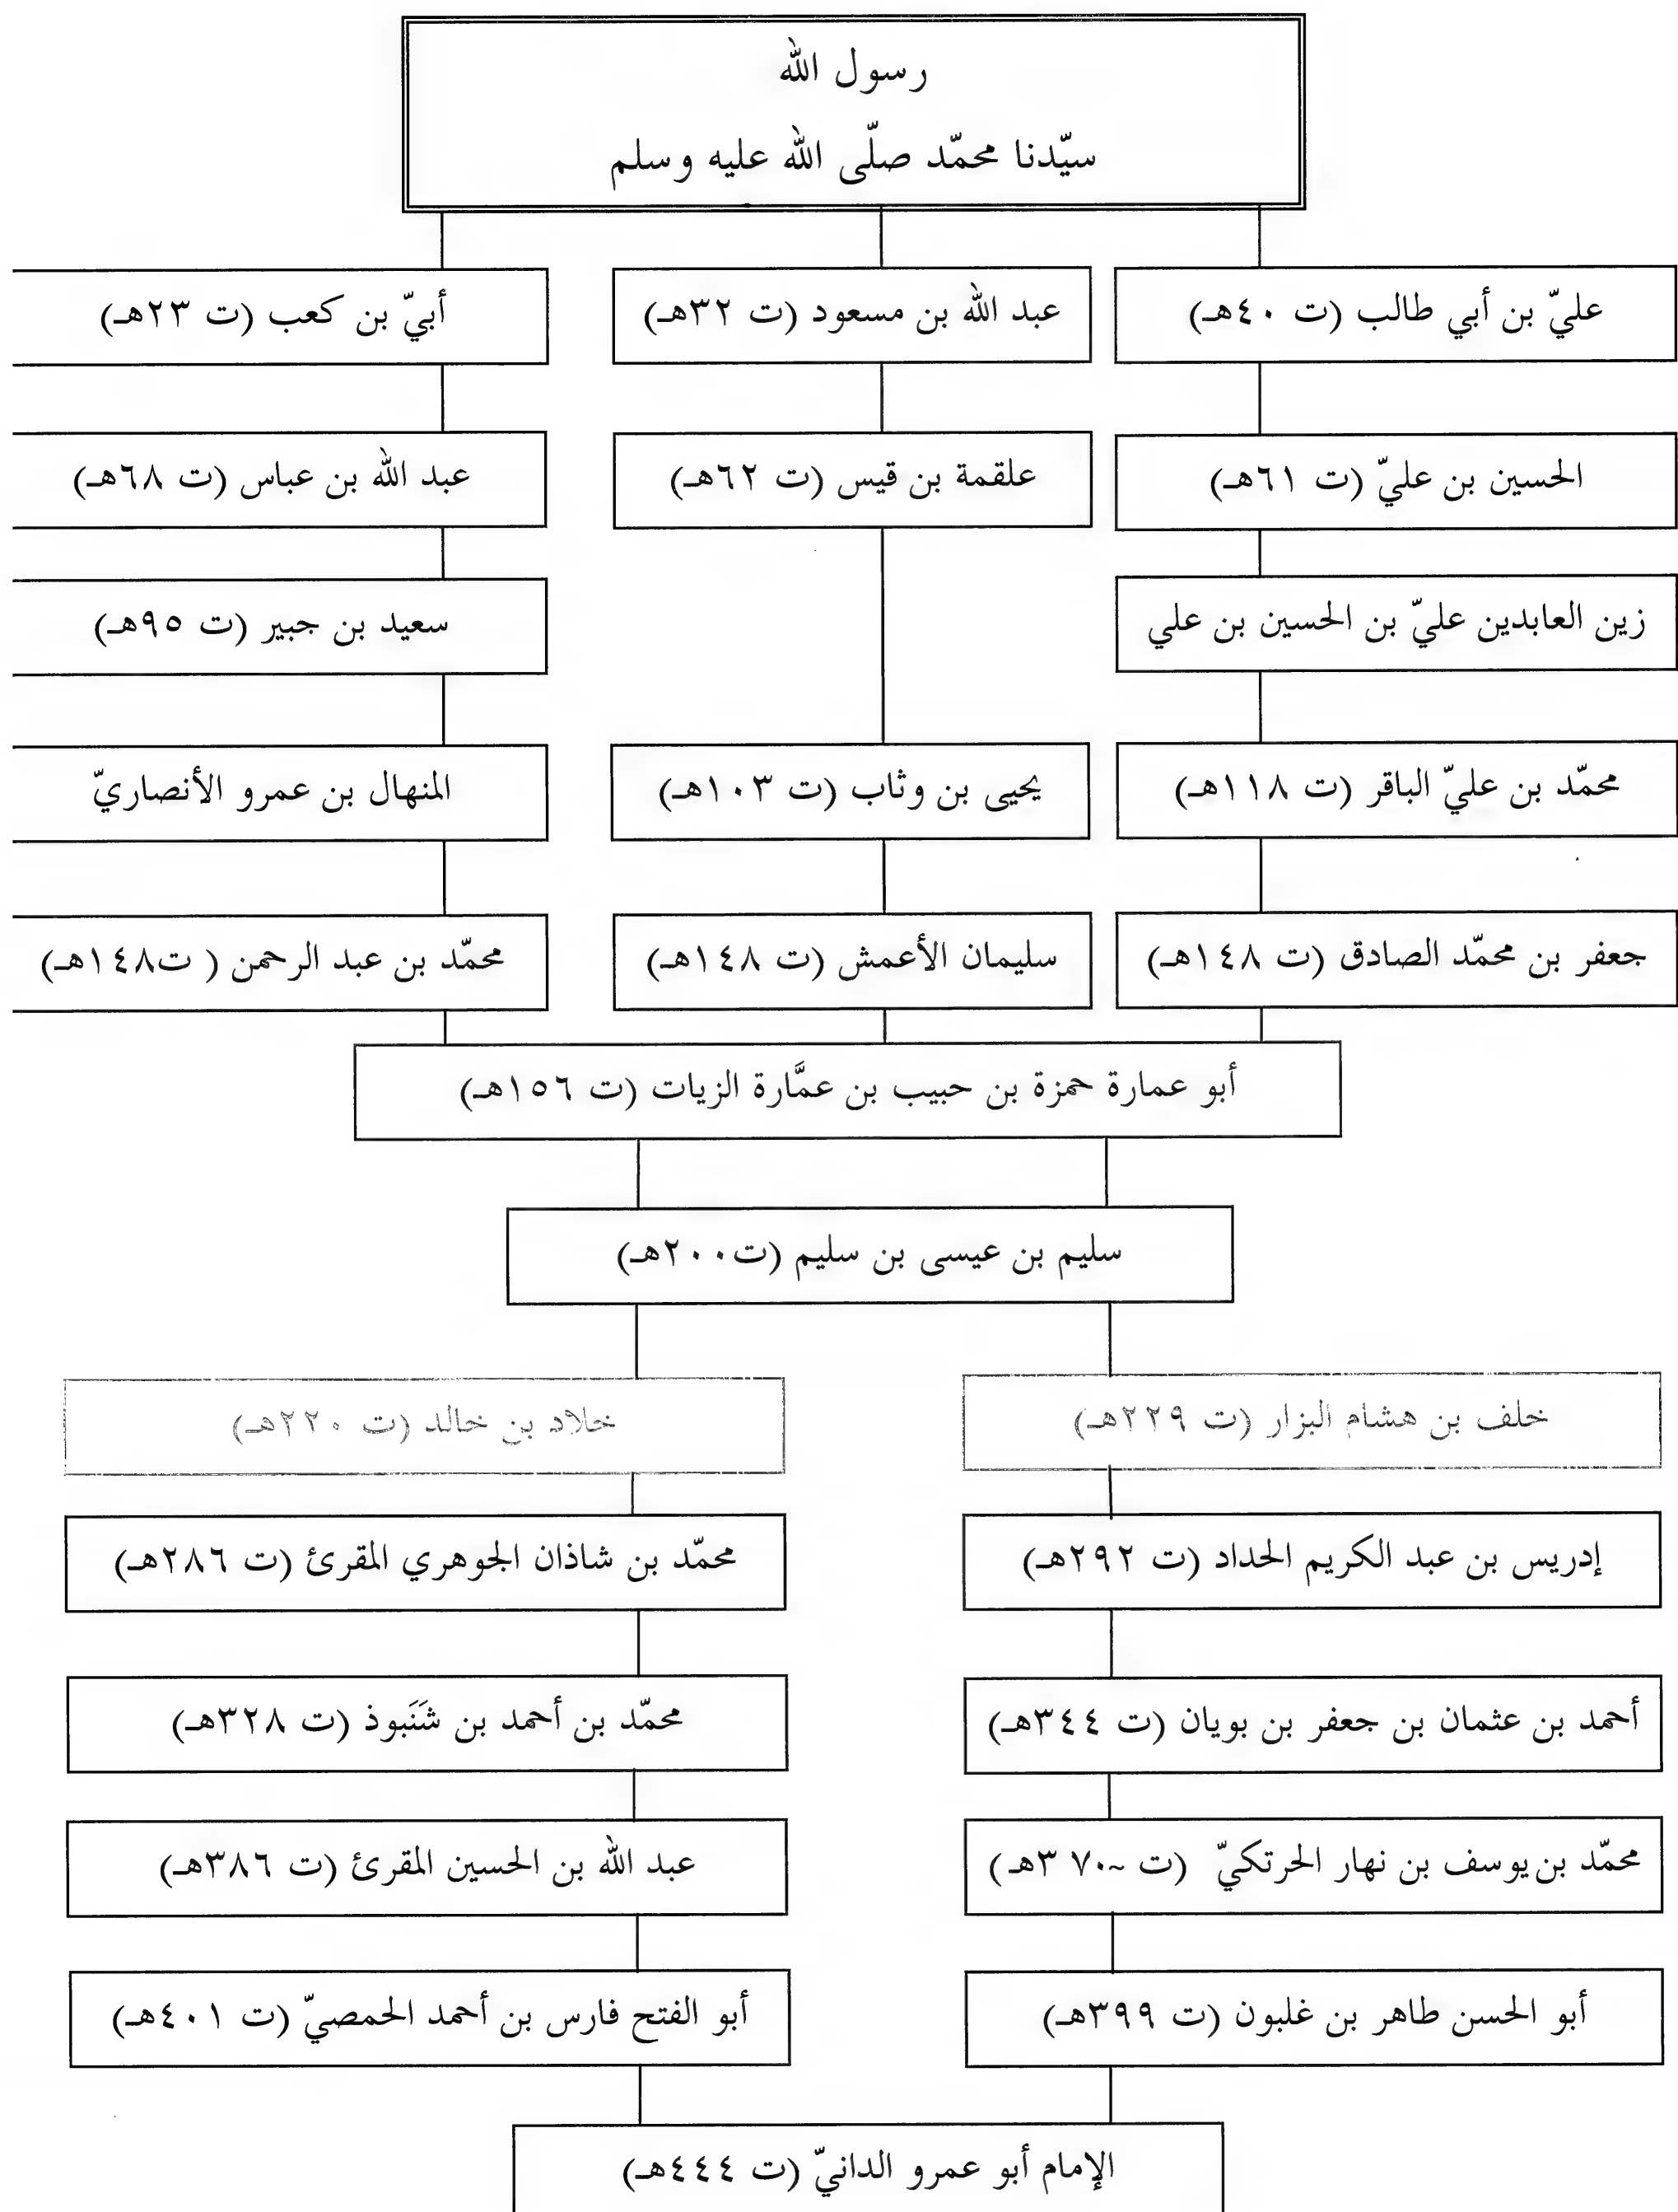 رسول الله
سيّدنا محمّد صلّى الله عليه وسلم
عليّ بن أبي طالب (ت ٤٠هـ)
عبد الله بن مسعود (ت ٣٢هـ)
أبيّ بن كعب (ت ٢٣هـ)
الحسين بن عليّ (ت ٦١هـ)
علقمة بن قيس (ت ٦٢هـ)
عبد الله بن عباس (ت ٦٨هـ)
زين العابدين عليّ بن الحسين بن علي
سعيد بن جبير (ت ٩٥هـ)
محمّد بن عليّ الباقر (ت ١١٨هـ)
يحيى بن وثاب (ت ١٠٣هـ)
المنهال بن عمرو الأنصاريّ
جعفر بن محمّد الصادق (ت ١٤٨هـ)
سليمان الأعمش (ت ١٤٨هـ)
محمّد بن عبد الرحمن ( ت١٤٨هـ)
أبو عمارة حمزة بن حبيب بن عمَّارة الزيات (ت ١٥٦هـ)
سليم بن عيسى بن سليم (ت٢٠٠هـ)
خلف بن هشام البزار (ت ٢٢٩هـ)
خلاد بن خالد (ت ٢٢٠هـ)
إدريس بن عبد الكريم الحداد (ت ٢٩٢هـ)
محمّد بن شاذان الجوهري المقرئ (ت ٢٨٦هـ)
أحمد بن عثمان بن جعفر بن بويان (ت ٣٤٤هـ)
محمّد بن أحمد بن شَنَبوذ (ت ٣٢٨هـ)
محمّد بن يوسف بن نهار الحرتكيّ (ت ~٣٧٠هـ)
عبد الله بن الحسين المقرئ (ت ٣٨٦هـ)
أبو الحسن طاهر بن غلبون (ت ٣٩٩هـ)
أبو الفتح فارس بن أحمد الحمصيّ (ت ٤٠١هـ)
الإمام أبو عمرو الدانيّ (ت ٤٤٤هـ)